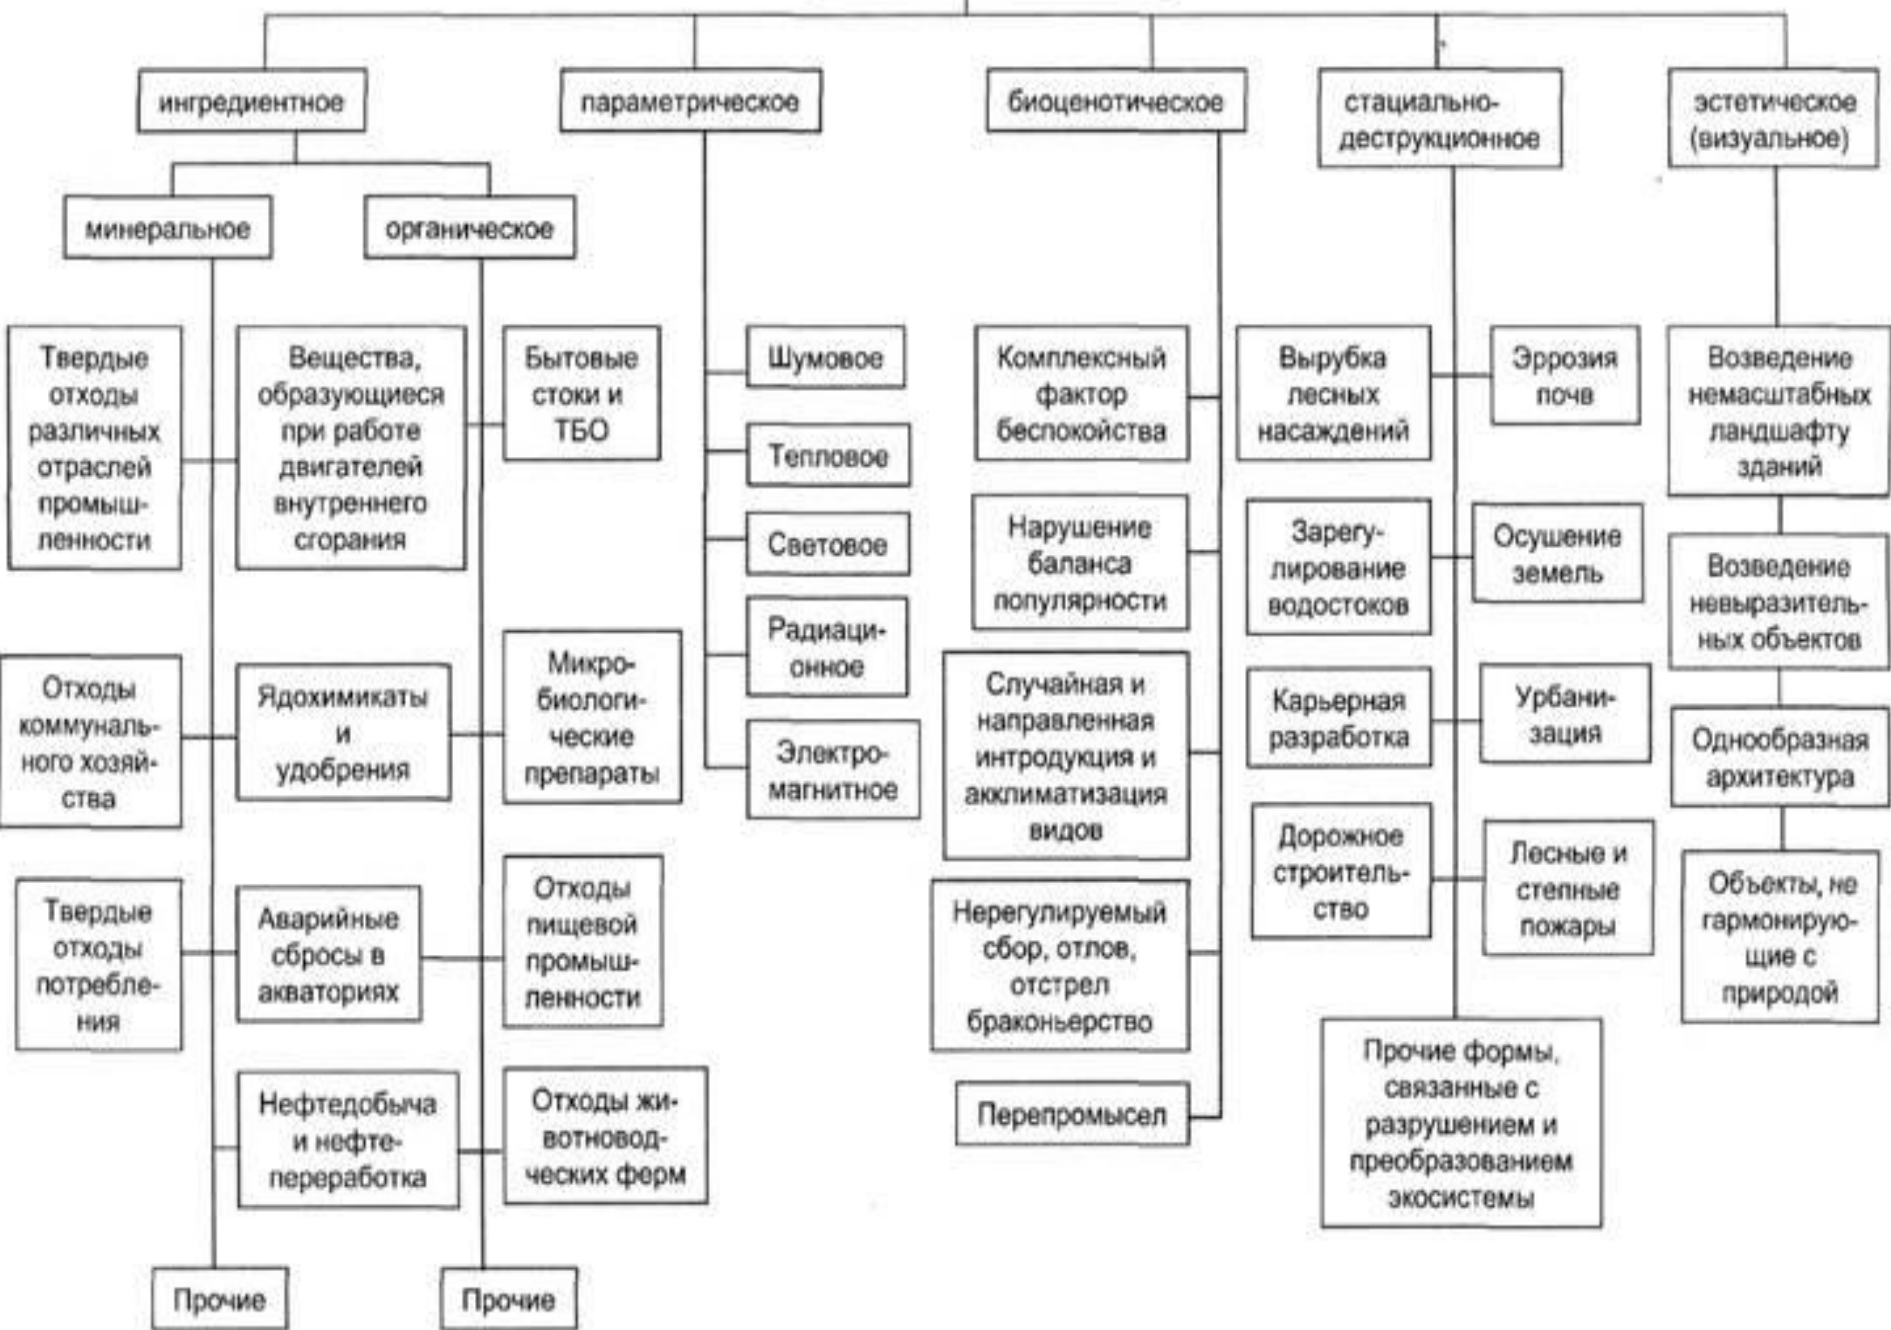 ингредиентное
параметрическое
биоценотическое
стациально-
деструкционное
эстетическое
(визуальное)
минеральное
органическое
Твердые
отходы
различных
отраслей
промыш-
ленности
Вещества,
образующиеся
при работе
двигателей
внутреннего
сгорания
Бытовые
стоки и
ТБО
Шумовое
Тепловое
Световое
Радиаци-
онное
Электро-
магнитное
Комплексный
фактор
беспокойства
Нарушение
баланса
популярности
Случайная и
направленная
интродукция и
акклиматизация
видов
Нерегулируемый
сбор, отлов,
отстрел
браконьерство
Перепромысел
Вырубка
лесных
насаждений
Эррозия
почв
Зарегу-
лирование
водостоков
Осушение
земель
Карьерная
разработка
Урбани-
зация
Дорожное
строитель-
ство
Лесные и
степные
пожары
Прочие формы,
связанные с
разрушением и
преобразованием
экосистемы
Возведение
немасштабных
ландшафту
зданий
Возведение
невыразитель-
ных объектов
Однообразная
архитектура
Объекты, не
гармонирую-
щие с
природой
Отходы
коммуналь-
ного хозяй-
ства
Ядохимикаты
и
удобрения
Микро-
биологи-
ческие
препараты
Твердые
отходы
потребле-
ния
Аварийные
сбросы в
акваториях
Отходы
пищевой
промыш-
ленности
Нефтедобыча
и нефте-
переработка
Отходы жи-
вотновод-
ческих ферм
Прочие
Прочие